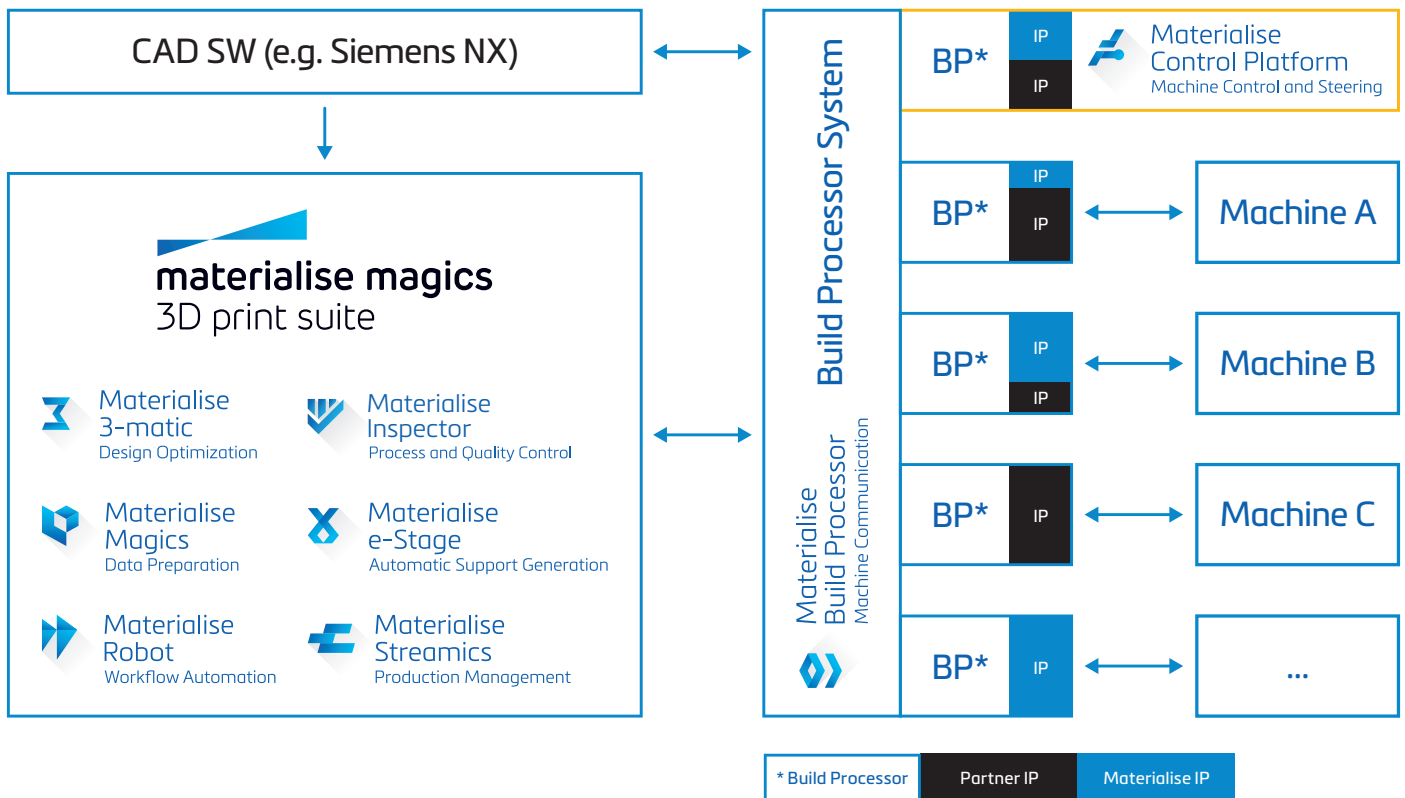 CAD SW (e.g. Siemens NX)
materialise magics
3D print suite
Materialise
3-matic
Design Optimization
Materialise
Inspector
Process and Quality Control
Materialise
Magics
Data Preparation
Materialise
e-Stage
Automatic Support Generation
Materialise
Robot
Workflow Automation
Materialise
Streamics
Production Management
Build Processor System
Materialise
Build Processor
Machine Communication
BP*
IP
IP
Materialise
Control Platform
Machine Control and Steering
BP*
IP
IP
Machine A
BP*
IP
IP
Machine B
BP*
IP
Machine C
BP*
IP
...
* Build Processor
Partner IP
Materialise IP